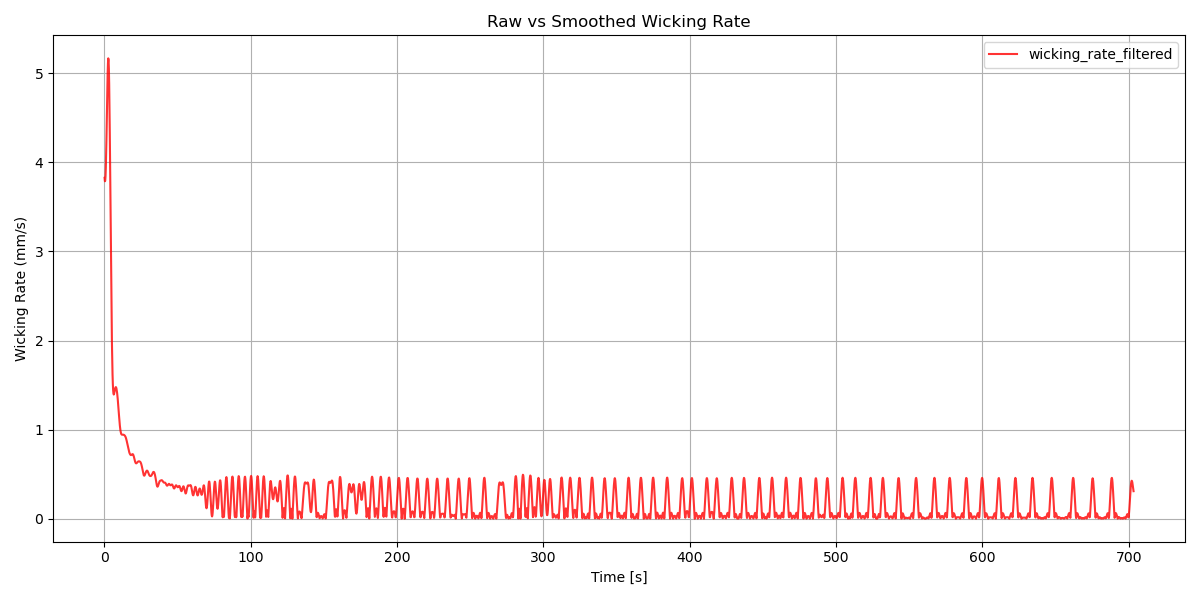 Raw vs Smoothed Wicking Rate
wicking_rate_filtered
Wicking Rate (mm/s)
5
4
3
2
1
0
0 100 200 300 400 500 600 700
Time [s]